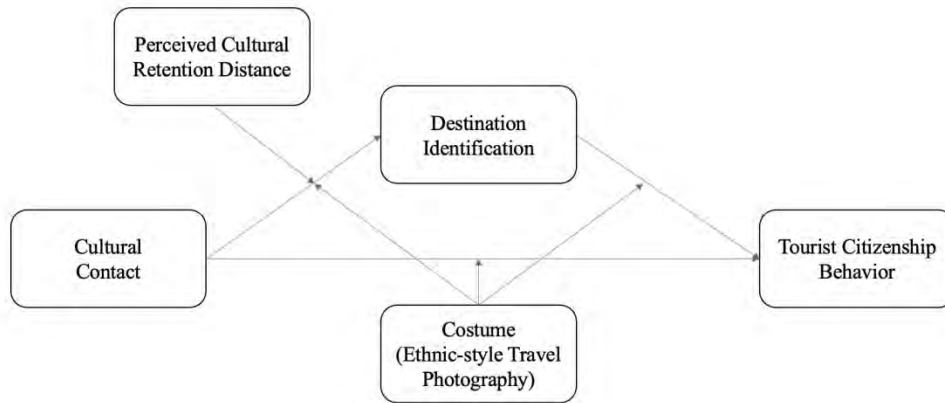 Perceived Cultural
Retention Distance
Destination
Identification
Cultural
Contact
Tourist Citizenship
Behavior
Costume
(Ethnic-style Travel
Photography)